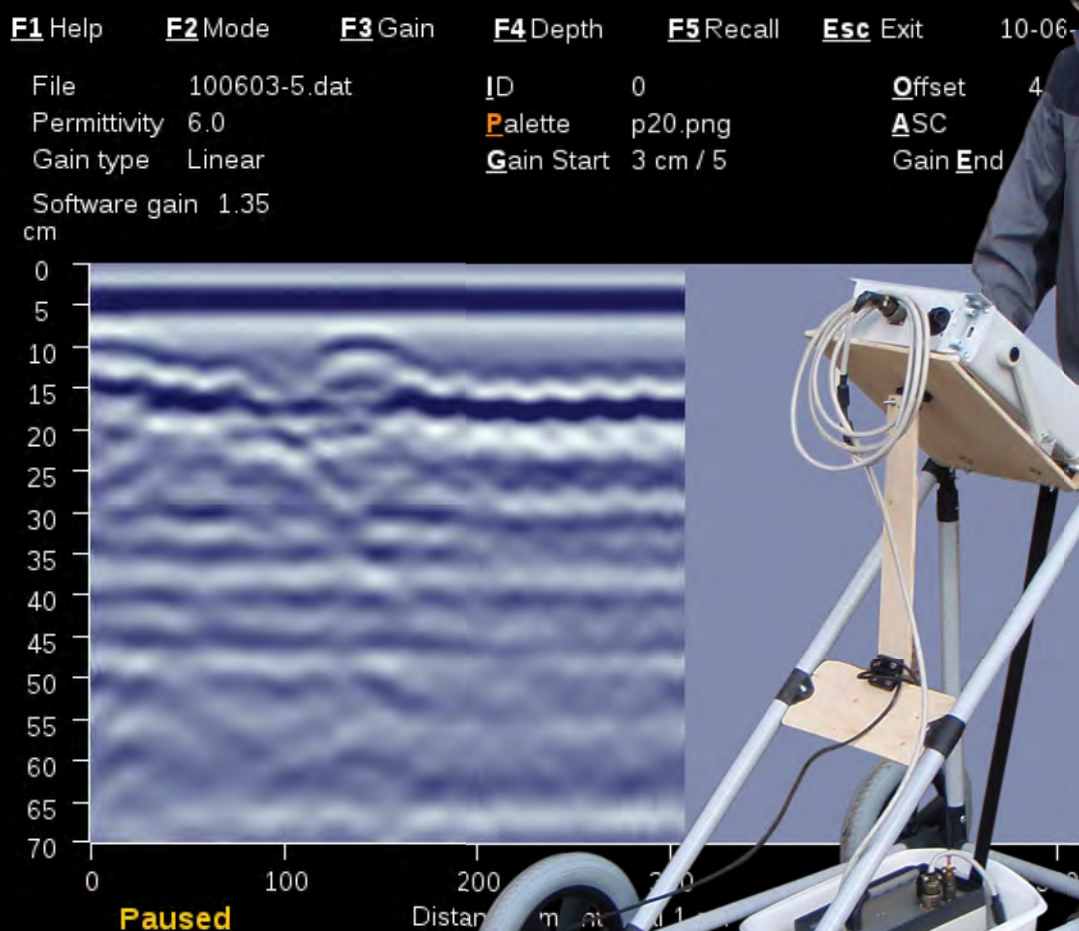 F1 Help F2 Mode F3 Gain F4 Depth F5 Recall Esc Exit 10-06-
File 100603-5.dat ID 0 Offset 4
Permittivity 6.0 Palette p20.png ASC
Gain type Linear Gain Start 3 cm / 5 Gain End
Software gain 1.35
cm
0
5
10
15
20
25
30
35
40
45
50
55
60
65
70
0 100 200
Paused